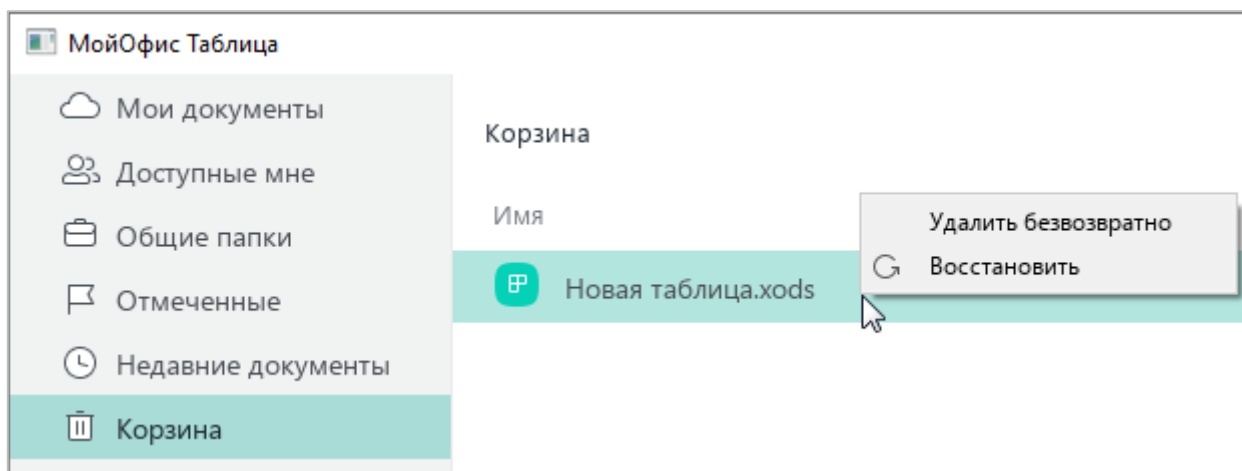 МойОфис Таблица
Мои документы
Доступные мне
Общие папки
Отмеченные
Недавние документы
Корзина
Корзина
Имя
Новая таблица.xods
Удалить безвозвратно
Восстановить